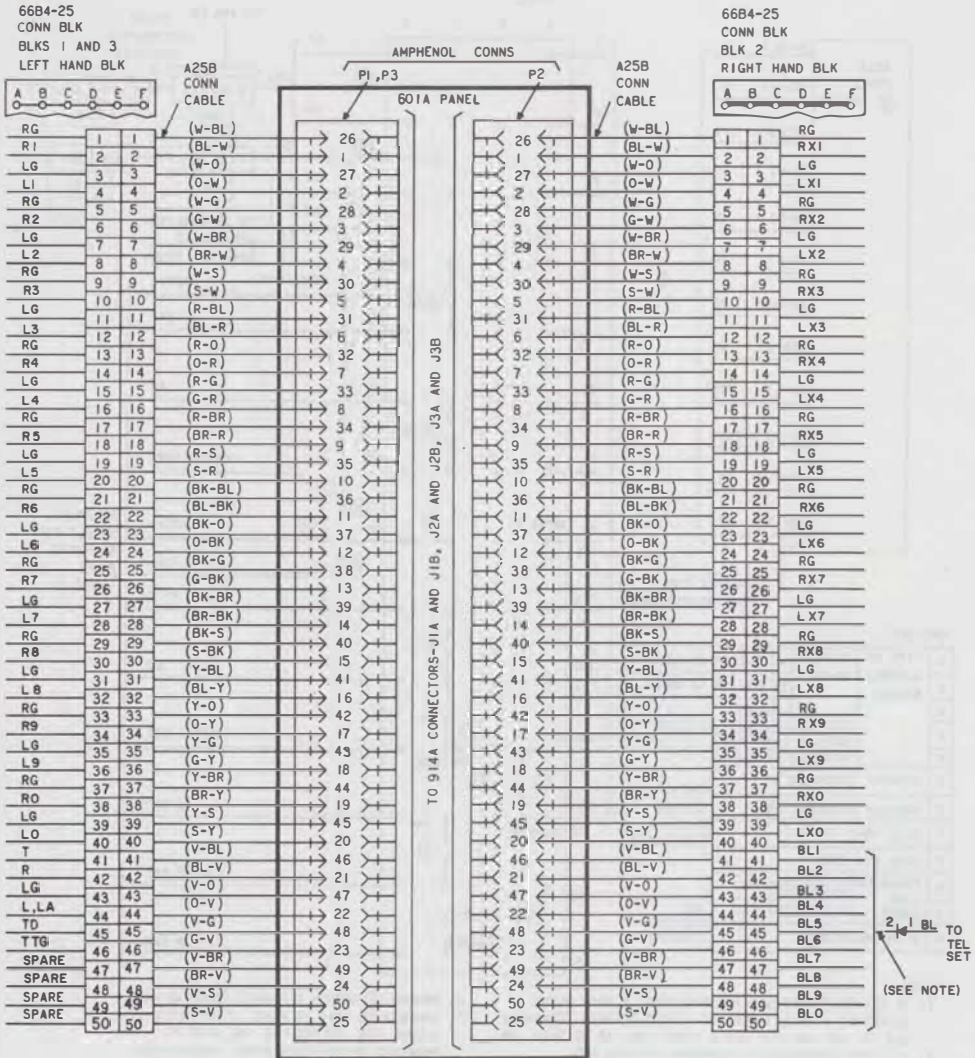 66B4-25
CONN BLK
BLKS 1 AND 3
LEFT HAND BLK
A B C D E F
A25B
CONN
CABLE
AMPHENOL CONNS
P1,P3 P2
601A PANEL
A25B
CONN
CABLE
66B4-25
CONN BLK
BLK 2
RIGHT HAND BLK
A B C D E F
RG 1 1 (W-BL) 26 26 (W-BL) 1 1 RG
R1 2 2 (BL-W) 1 1 (BL-W) 2 2 RX1
LG 3 3 (W-O) 27 27 (W-O) 3 3 LG
L1 4 4 (O-W) 2 2 (O-W) 4 4 LX1
RG 5 5 (W-G) 28 28 (W-G) 5 5 RG
R2 6 6 (G-W) 3 3 (G-W) 6 6 RX2
LG 7 7 (W-BR) 29 29 (W-BR) 7 7 LG
L2 8 8 (BR-W) 4 4 (BR-W) 8 8 LX2
RG 9 9 (W-S) 30 30 (W-S) 9 9 RG
R3 10 10 (S-W) 5 5 (S-W) 10 10 RX3
LG 11 11 (R-BL) 31 31 (R-BL) 11 11 LG
L3 12 12 (BL-R) 6 6 (BL-R) 12 12 LX3
RG 13 13 (R-O) 32 32 (R-O) 13 13 RG
R4 14 14 (O-R) 7 7 (O-R) 14 14 RX4
LG 15 15 (R-G) 33 33 (R-G) 15 15 LG
L4 16 16 (G-R) 8 8 (G-R) 16 16 LX4
RG 17 17 (R-BR) 34 34 (R-BR) 17 17 RG
R5 18 18 (BR-R) 9 9 (BR-R) 18 18 RX5
LG 19 19 (R-S) 35 35 (R-S) 19 19 LG
L5 20 20 (S-R) 10 10 (S-R) 20 20 LX5
RG 21 21 (BK-BL) 36 36 (BK-BL) 21 21 RG
R6 22 22 (BL-BK) 11 11 (BL-BK) 22 22 RX6
LG 23 23 (BK-O) 37 37 (BK-O) 23 23 LG
L6 24 24 (O-BK) 12 12 (O-BK) 24 24 LX6
RG 25 25 (BK-G) 38 38 (BK-G) 25 25 RG
R7 26 26 (G-BK) 13 13 (G-BK) 26 26 RX7
LG 27 27 (BK-BR) 39 39 (BK-BR) 27 27 LG
L7 28 28 (BR-BK) 14 14 (BR-BK) 28 28 LX7
RG 29 29 (BK-S) 40 40 (BK-S) 29 29 RG
R8 30 30 (S-BK) 15 15 (S-BK) 30 30 RX8
LG 31 31 (Y-BL) 41 41 (Y-BL) 31 31 LG
L8 32 32 (BL-Y) 16 16 (BL-Y) 32 32 LX8
RG 33 33 (Y-O) 42 42 (Y-O) 33 33 RG
R9 34 34 (O-Y) 17 17 (O-Y) 34 34 RX9
LG 35 35 (Y-G) 43 43 (Y-G) 35 35 LG
L9 36 36 (G-Y) 18 18 (G-Y) 36 36 LX9
RG 37 37 (Y-BR) 44 44 (Y-BR) 37 37 RG
R0 38 38 (BR-Y) 19 19 (BR-Y) 38 38 RX0
LG 39 39 (Y-S) 45 45 (Y-S) 39 39 LG
L0 40 40 (S-Y) 20 20 (S-Y) 40 40 LX0
T 41 41 (V-BL) 46 46 (V-BL) 41 41 BL1
R 42 42 (BL-V) 21 21 (BL-V) 42 42 BL2
LG 43 43 (V-O) 47 47 (V-O) 43 43 BL3
L,LA 44 44 (O-V) 22 22 (O-V) 44 44 BL4
TD 45 45 (V-G) 48 48 (V-G) 45 45 BL5
TTG 46 46 (G-V) 23 23 (G-V) 46 46 BL6
SPARE 47 47 (V-BR) 49 49 (V-BR) 47 47 BL7
SPARE 48 48 (BR-V) 24 24 (BR-V) 48 48 BL8
SPARE 49 49 (V-S) 50 50 (V-S) 49 49 BL9
SPARE 50 50 (S-V) 25 25 (S-V) 50 50 BL0
TO 914A CONNECTORS-J1A AND J1B, J2A AND J2B, J3A AND J3B
2 1 BL TO
TEL
SET
(SEE NOTE)